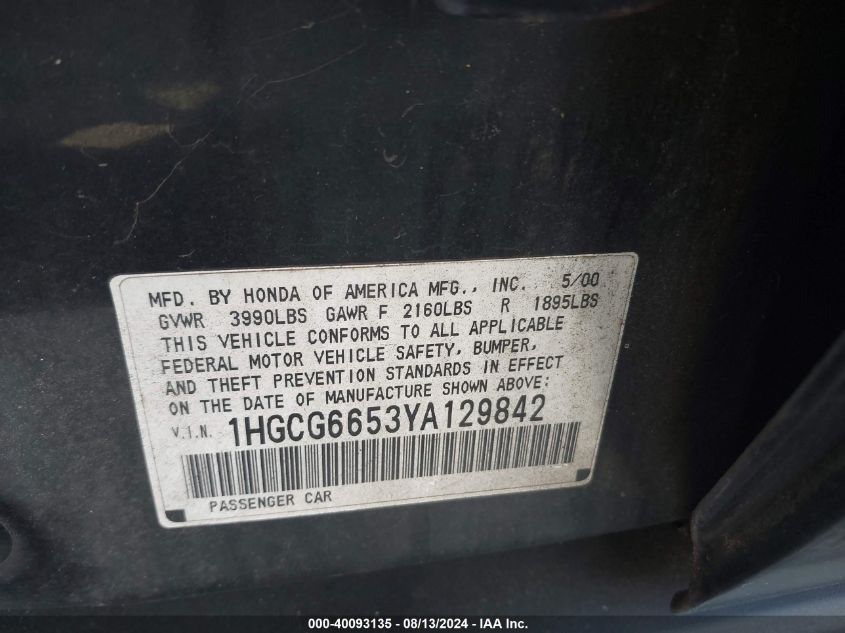 MFD. BY HONDA OF AMERICA MFG., INC. 5/00
GVWR 3990LBS GAWR F 2160LBS R 1895LBS
THIS VEHICLE CONFORMS TO ALL APPLICABLE
FEDERAL MOTOR VEHICLE SAFETY, BUMPER,
AND THEFT PREVENTION STANDARDS IN EFFECT
ON THE DATE OF MANUFACTURE SHOWN ABOVE:
V.I.N. 1HGCG6653YA129842
PASSENGER CAR
000-40093135 - 08/13/2024 - IAA Inc.